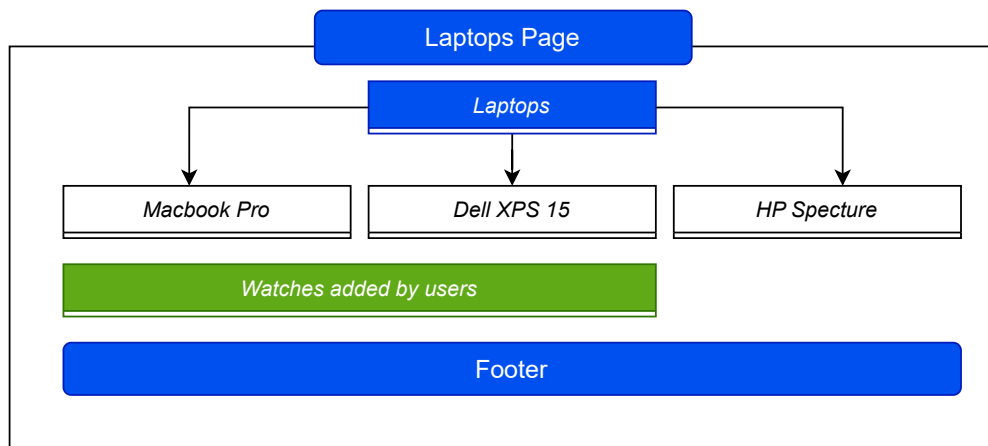 Laptops Page
Laptops
Macbook Pro
Dell XPS 15
HP Specture
Watches added by users
Footer